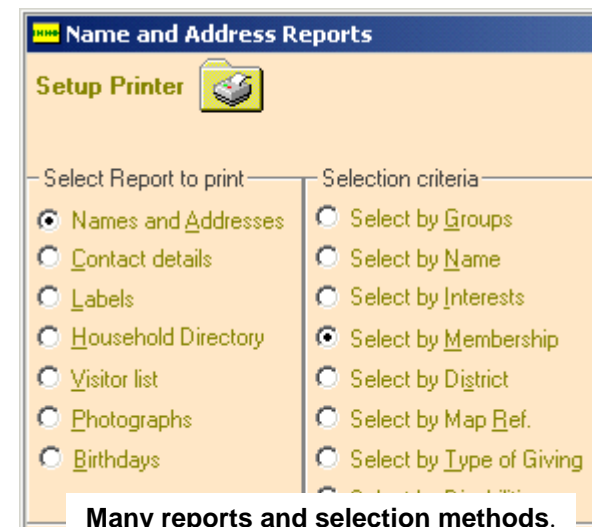 Name and Address Reports
Setup Printer
Select Report to print
Names and Addresses
Contact details
Labels
Household Directory
Visitor list
Photographs
Birthdays
Selection criteria
Select by Groups
Select by Name
Select by Interests
Select by Membership
Select by District
Select by Map Ref.
Select by Type of Giving
Many reports and selection methods.